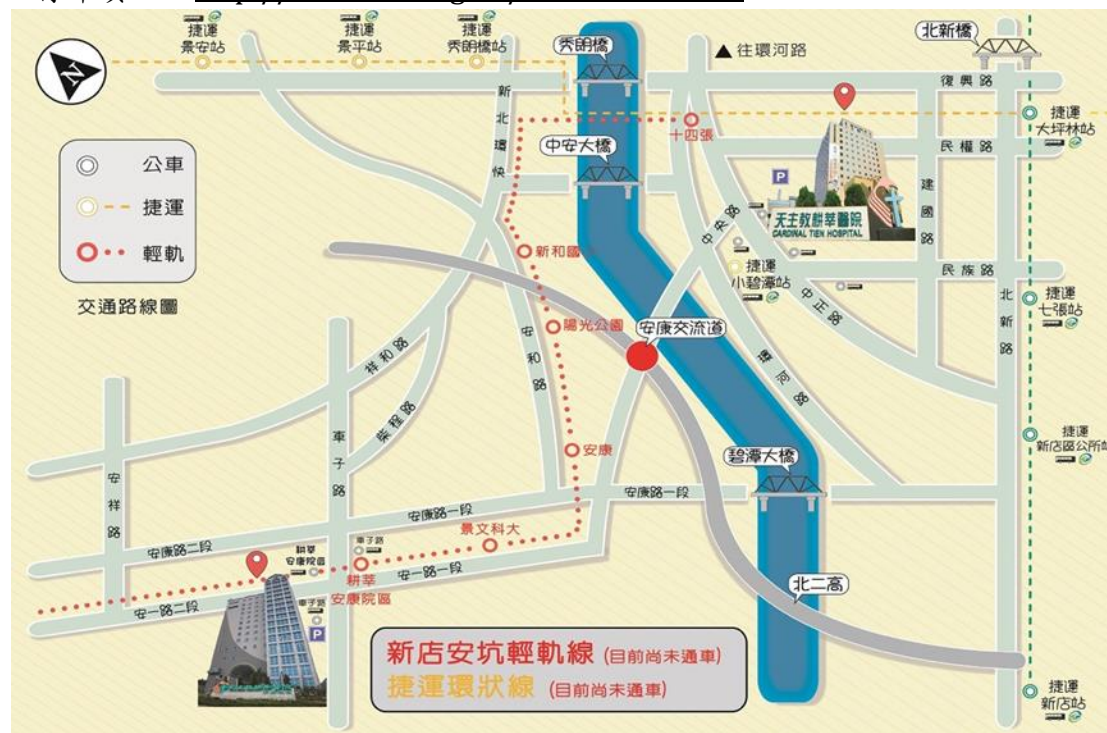 捷運
景安站
捷運
景平站
捷運
秀朗橋站
秀朗橋
▲往環河路
北新橋
復興路
N
新北環快
十四張
捷運
大坪林站
公車
捷運
輕軌
交通路線圖
中安大橋
民權路
P
天主教耕莘醫院
CARDINAL TIEN HOSPITAL
建國路
中央路
新和國
捷運
小碧潭站
民族路
中正路
北新路
捷運
七張站
陽光公園
安康交流道
安和路
祥和路
柴埕路
環河路
車子路
安康
捷運
新店區公所站
碧潭大橋
安祥路
安康路一段
安康路一段
景文科大
安康路二段
耕莘
安康院區
車子路
耕莘
安康院區
安一路一段
安一路二段
車子路
P
北二高
新店安坑輕軌線 (目前尚未通車)
捷運環狀線 (目前尚未通車)
捷運
新店站